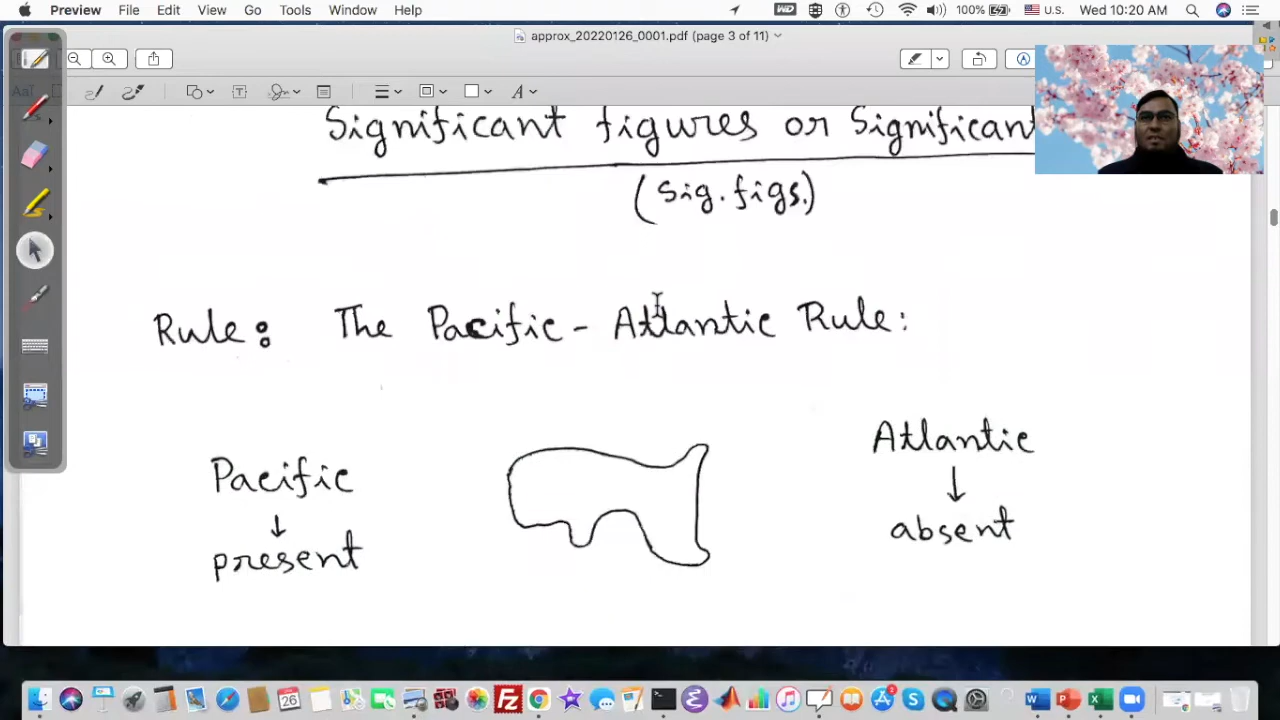 Preview File Edit View Go Tools Window Help 100% U.S. Wed 10:20 AM
approx_20220126_0001.pdf (page 3 of 11)
Significant figures or Significant
(Sig. figs.)
Rule: The Pacific - Atlantic Rule:
Pacific
↓
present
Atlantic
↓
absent